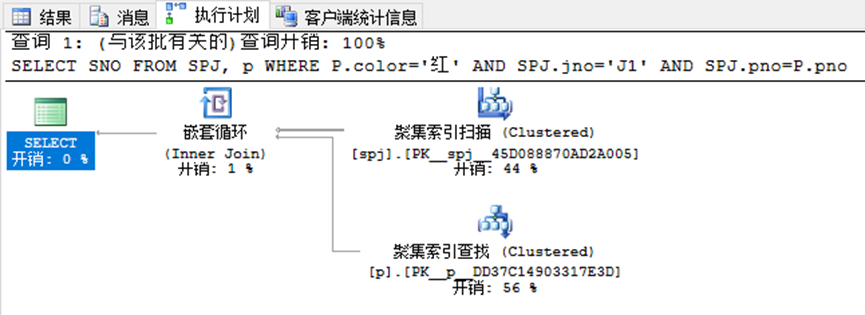 结果 消息 执行计划 客户端统计信息
查询 1: (与该批有关的)查询开销: 100%
SELECT SNO FROM SPJ, p WHERE P.color='红' AND SPJ.jno='J1' AND SPJ.pno=P.pno
SELECT
开销: 0 %
嵌套循环
(Inner Join)
开销: 1 %
聚集索引扫描 (Clustered)
[spj].[PK__spj__45D088870AD2A005]
开销: 44 %
聚集索引查找 (Clustered)
[p].[PK__p__DD37C14903317E3D]
开销: 56 %